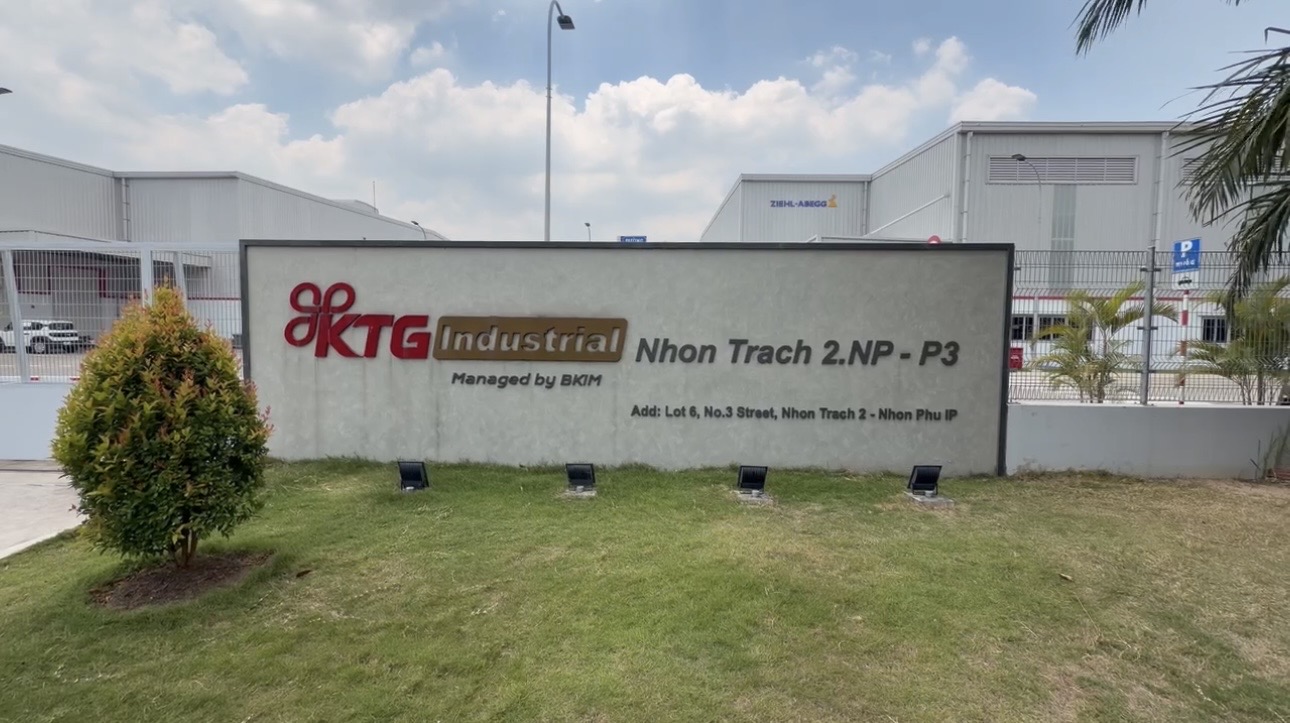 ZIEHL-ABEGG
P
KTG Industrial
Managed by BKIM
Nhon Trach 2.NP - P3
Add: Lot 6, No.3 Street, Nhon Trach 2 - Nhon Phu IP